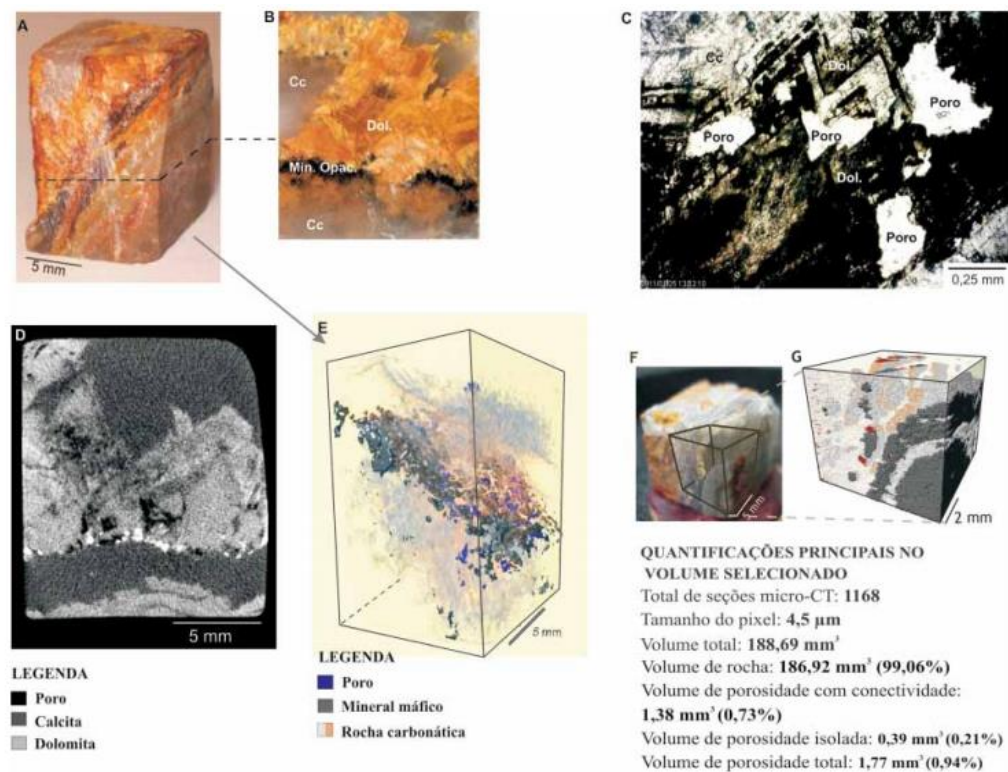 A
5 mm
B
Cc
Dol.
Min. Opac.
Cc
C
Cc
Dol.
Poro
Poro
Poro
Dol.
Poro
0,25 mm
D
5 mm
LEGENDA
Poro
Calcita
Dolomita
E
5 mm
LEGENDA
Poro
Mineral máfico
Rocha carbonática
F
5 mm
G
2 mm
QUANTIFICAÇÕES PRINCIPAIS NO
VOLUME SELECIONADO
Total de seções micro-CT: 1168
Tamanho do pixel: 4,5 µm
Volume total: 188,69 mm³
Volume de rocha: 186,92 mm³ (99,06%)
Volume de porosidade com conectividade:
1,38 mm³ (0,73%)
Volume de porosidade isolada: 0,39 mm³ (0,21%)
Volume de porosidade total: 1,77 mm³ (0,94%)